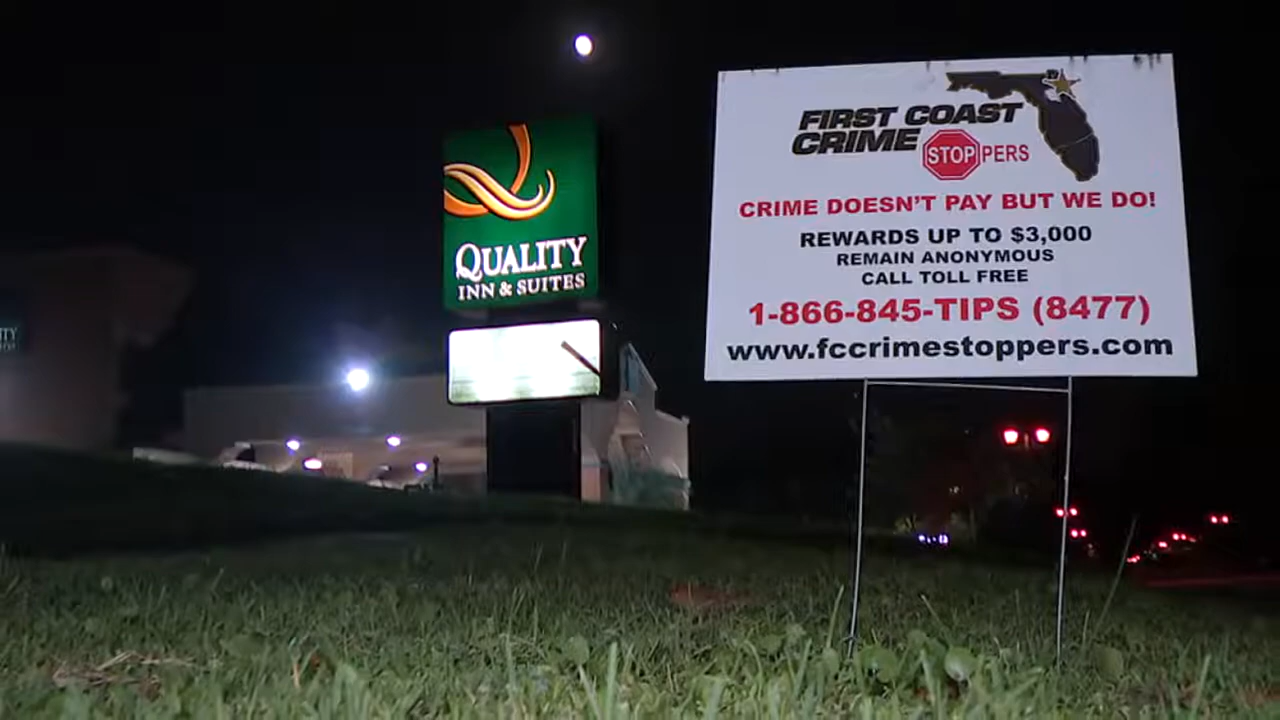 QUALITY
INN & SUITES
FIRST COAST
CRIME STOPPERS
CRIME DOESN'T PAY BUT WE DO!
REWARDS UP TO $3,000
REMAIN ANONYMOUS
CALL TOLL FREE
1-866-845-TIPS (8477)
www.fccrimestoppers.com